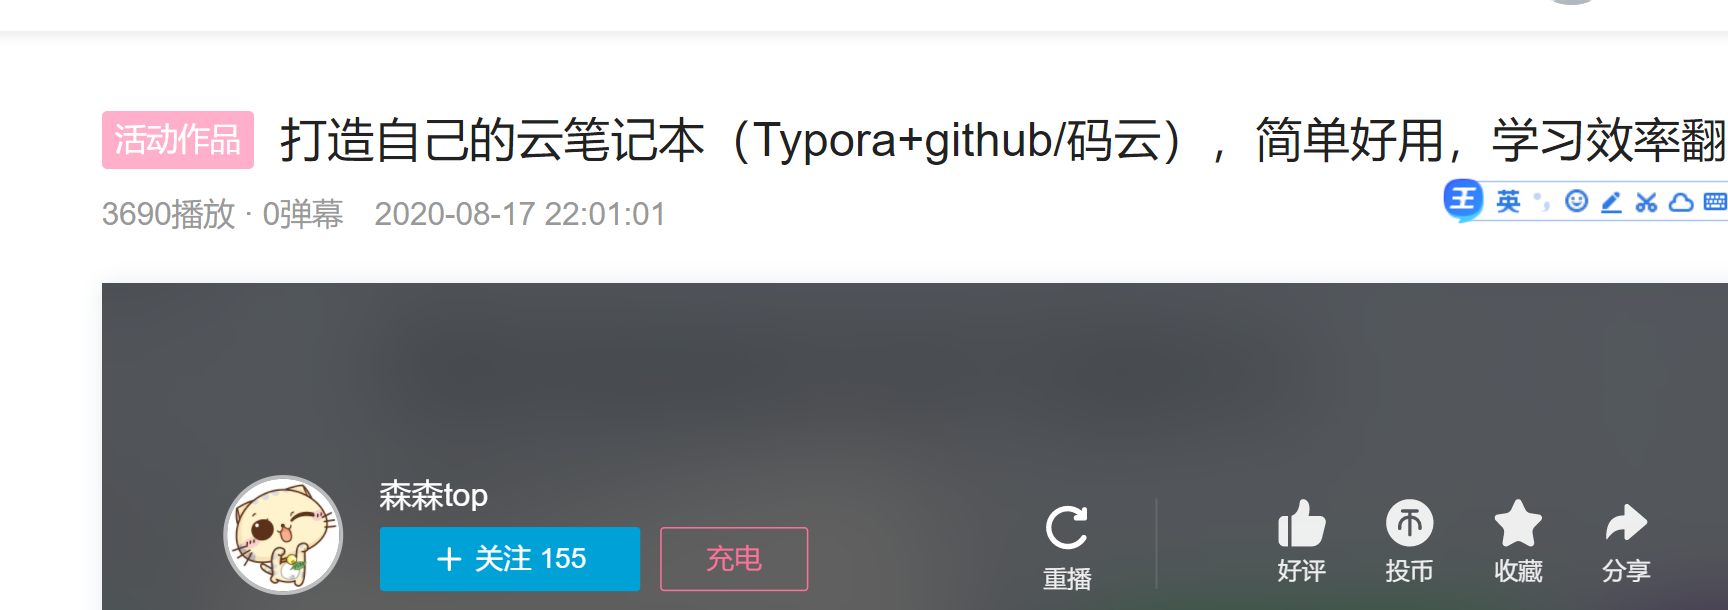 活动作品 打造自己的云笔记本（Typora+github/码云），简单好用，学习效率翻
3690播放 · 0弹幕 2020-08-17 22:01:01
王 英
森森top
+ 关注 155 充电
重播 好评 投币 收藏 分享